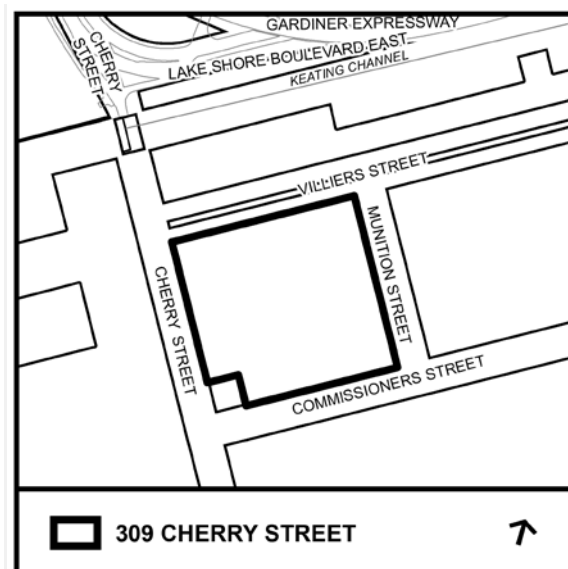 GARDINER EXPRESSWAY
CHERRY
STREET
LAKE SHORE BOULEVARD EAST
KEATING CHANNEL
VILLIERS STREET
MUNITION STREET
CHERRY STREET
COMMISSIONERS STREET
309 CHERRY STREET